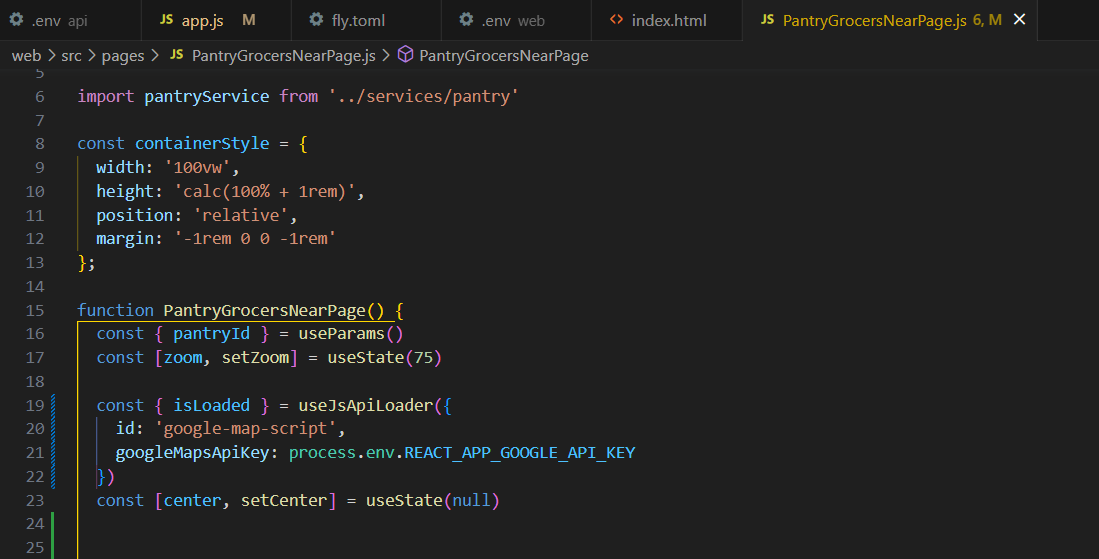 .env api
JS app.js M
fly.toml
.env web
<> index.html
JS PantryGrocersNearPage.js 6, M ✕
web > src > pages > JS PantryGrocersNearPage.js > PantryGrocersNearPage
5
6 import pantryService from '../services/pantry'
7
8 const containerStyle = {
9   width: '100vw',
10   height: 'calc(100% + 1rem)',
11   position: 'relative',
12   margin: '-1rem 0 0 -1rem'
13 };
14
15 function PantryGrocersNearPage() {
16   const { pantryId } = useParams()
17   const [zoom, setZoom] = useState(75)
18
19   const { isLoaded } = useJsApiLoader({
20     id: 'google-map-script',
21     googleMapsApiKey: process.env.REACT_APP_GOOGLE_API_KEY
22   })
23   const [center, setCenter] = useState(null)
24
25